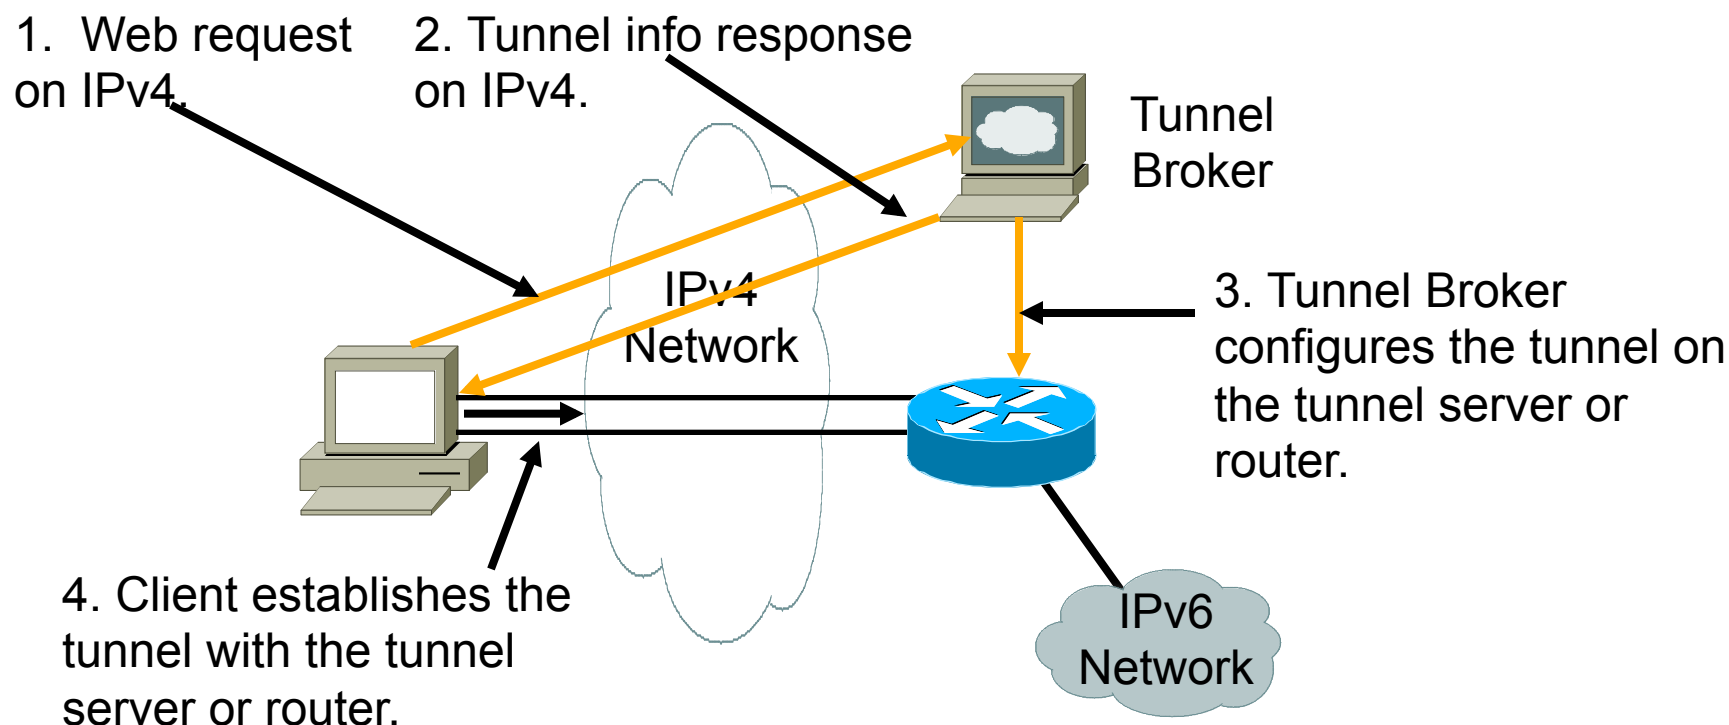 1.  Web request
on IPv4.
2. Tunnel info response
on IPv4.
Tunnel
Broker
IPv4
Network
3. Tunnel Broker
configures the tunnel on
the tunnel server or
router.
4. Client establishes the
tunnel with the tunnel
server or router.
IPv6
Network